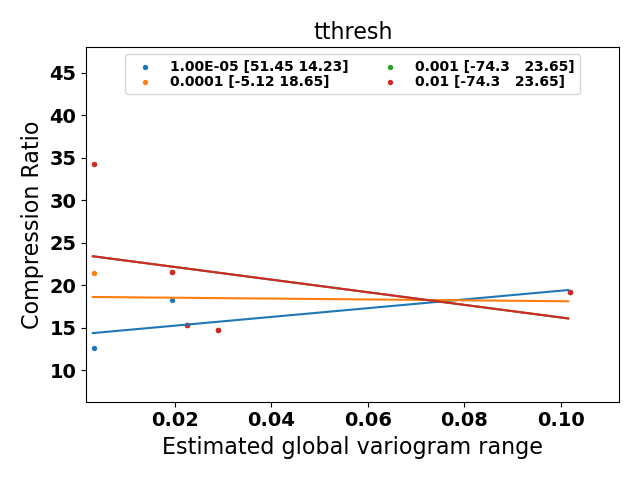 tthresh
1.00E-05 [51.45 14.23]
0.0001 [-5.12 18.65]
0.001 [-74.3 23.65]
0.01 [-74.3 23.65]
45
40
35
30
25
20
15
10
Compression Ratio
0.02 0.04 0.06 0.08 0.10
Estimated global variogram range